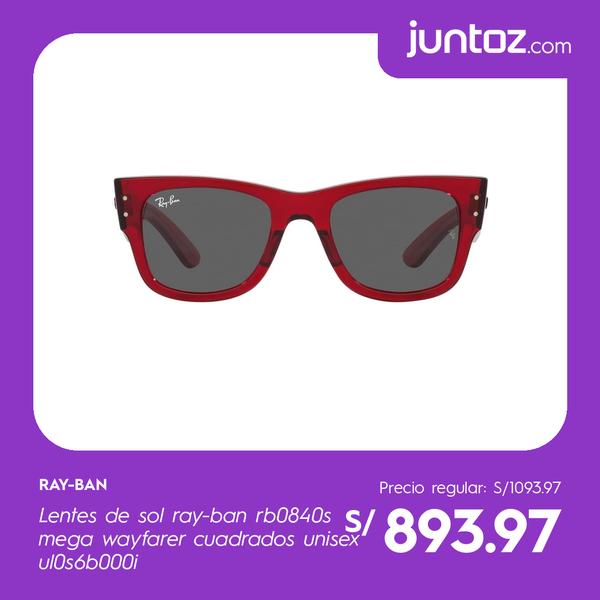 juntoz.com
Ray-Ban
RAY-BAN
Precio regular: S/1093.97
Lentes de sol ray-ban rb0840s
mega wayfarer cuadrados unisex
ul0s6b000i
S/ 893.97